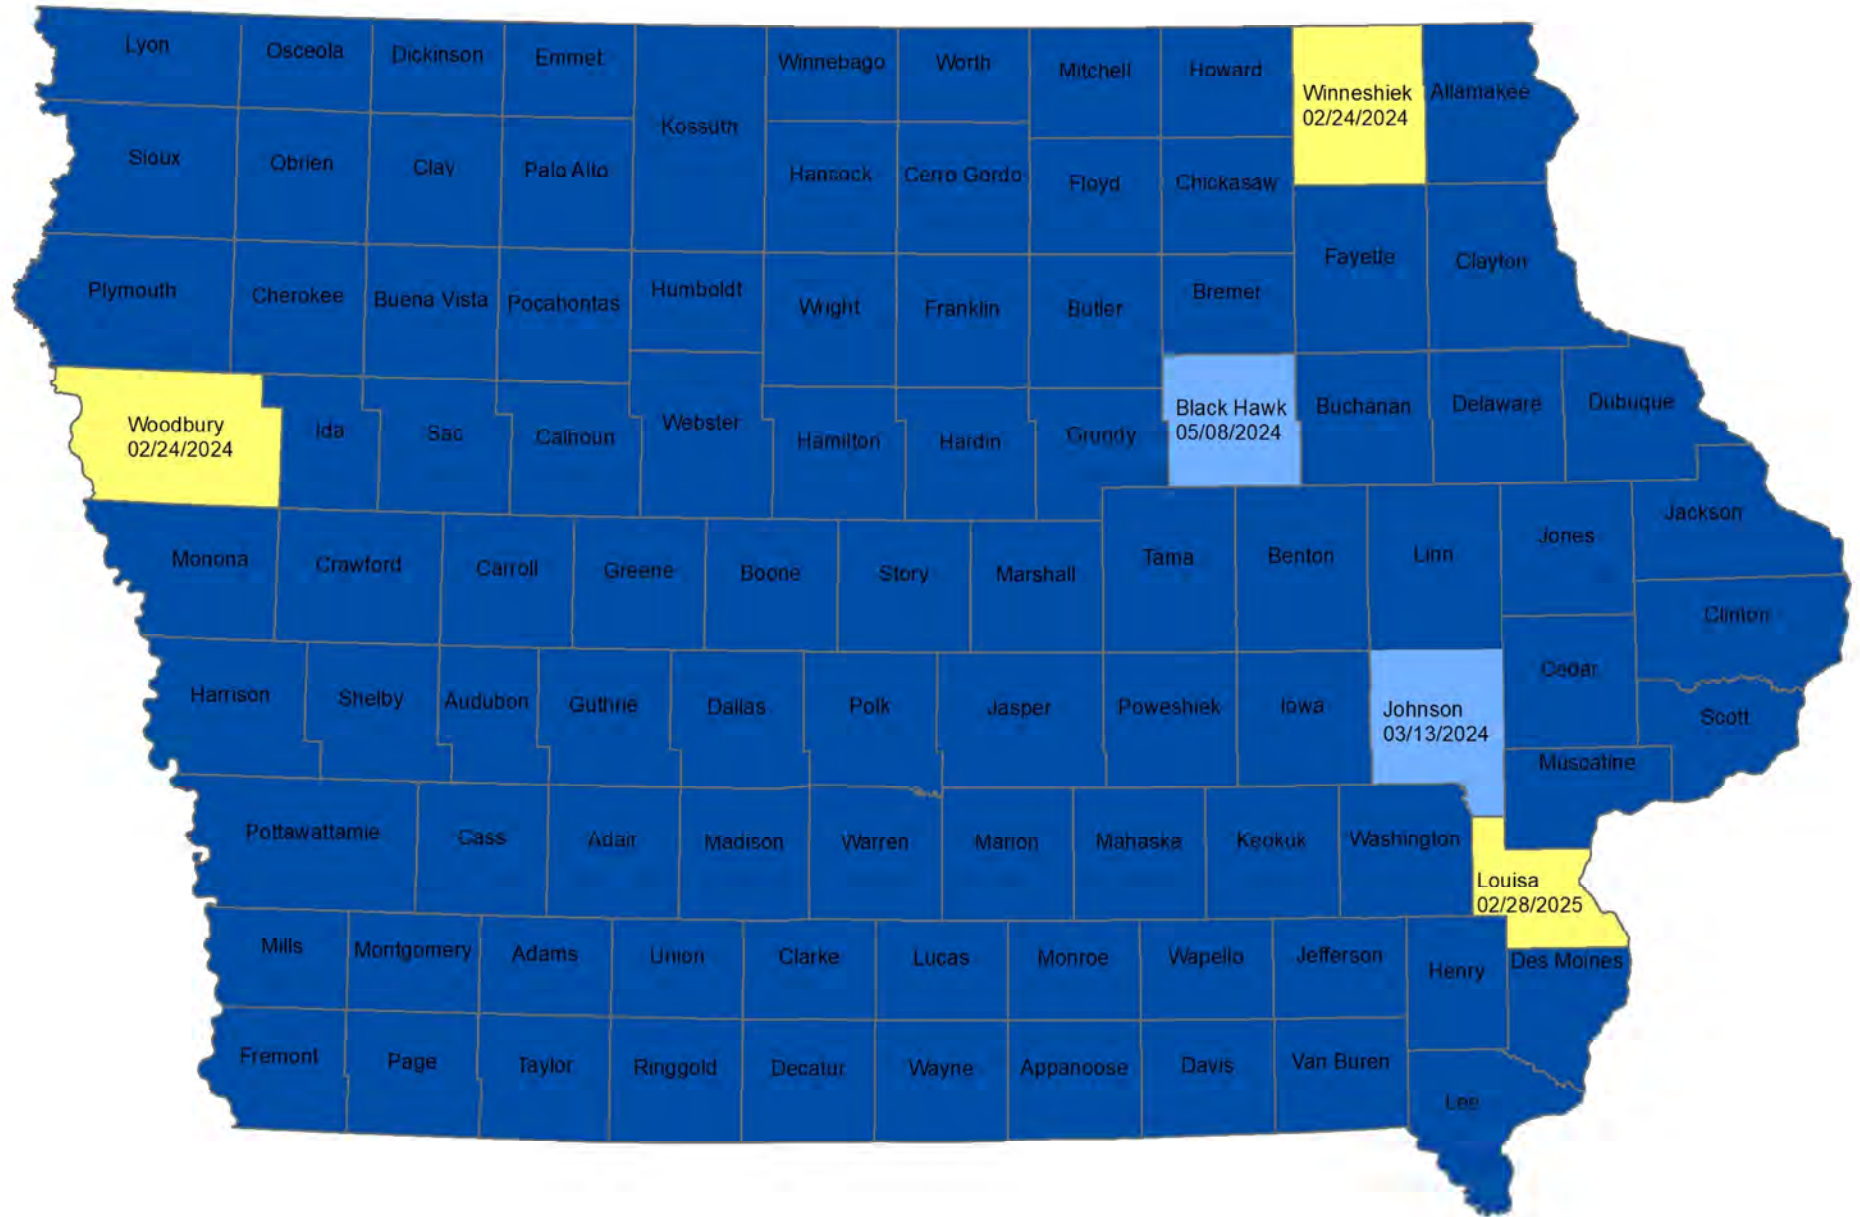 Lyon
Osceola
Dickinson
Emmet
Kossuth
Winnebago
Worth
Mitchell
Howard
Winneshiek
02/24/2024
Allamakee
Sioux
Obrien
Clay
Palo Alto
Hancock
Cerro Gordo
Floyd
Chickasaw
Fayette
Clayton
Plymouth
Cherokee
Buena Vista
Pocahontas
Humboldt
Wright
Franklin
Butler
Bremer
Woodbury
02/24/2024
Ida
Sac
Calhoun
Webster
Hamilton
Hardin
Grundy
Black Hawk
05/08/2024
Buchanan
Delaware
Dubuque
Monona
Crawford
Carroll
Greene
Boone
Story
Marshall
Tama
Benton
Linn
Jones
Jackson
Clinton
Harrison
Shelby
Audubon
Guthrie
Dallas
Polk
Jasper
Poweshiek
Iowa
Johnson
03/13/2024
Cedar
Scott
Muscatine
Pottawattamie
Cass
Adair
Madison
Warren
Marion
Mahaska
Keokuk
Washington
Louisa
02/28/2025
Mills
Montgomery
Adams
Union
Clarke
Lucas
Monroe
Wapello
Jefferson
Henry
Des Moines
Fremont
Page
Taylor
Ringgold
Decatur
Wayne
Appanoose
Davis
Van Buren
Lee